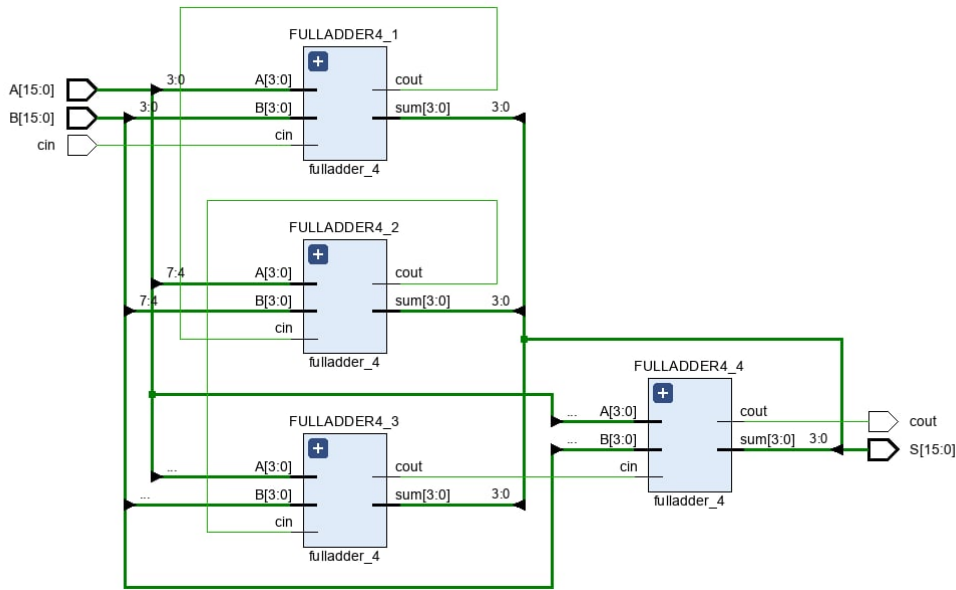 FULLADDER4_1
A[15:0]
3:0
A[3:0]
cout
B[15:0]
3:0
B[3:0]
sum[3:0]
3:0
cin
cin
fulladder_4
FULLADDER4_2
7:4
A[3:0]
cout
7:4
B[3:0]
sum[3:0]
3:0
cin
fulladder_4
FULLADDER4_3
...
A[3:0]
cout
...
B[3:0]
sum[3:0]
3:0
cin
fulladder_4
FULLADDER4_4
...
A[3:0]
cout
cout
...
B[3:0]
sum[3:0]
3:0
S[15:0]
cin
fulladder_4